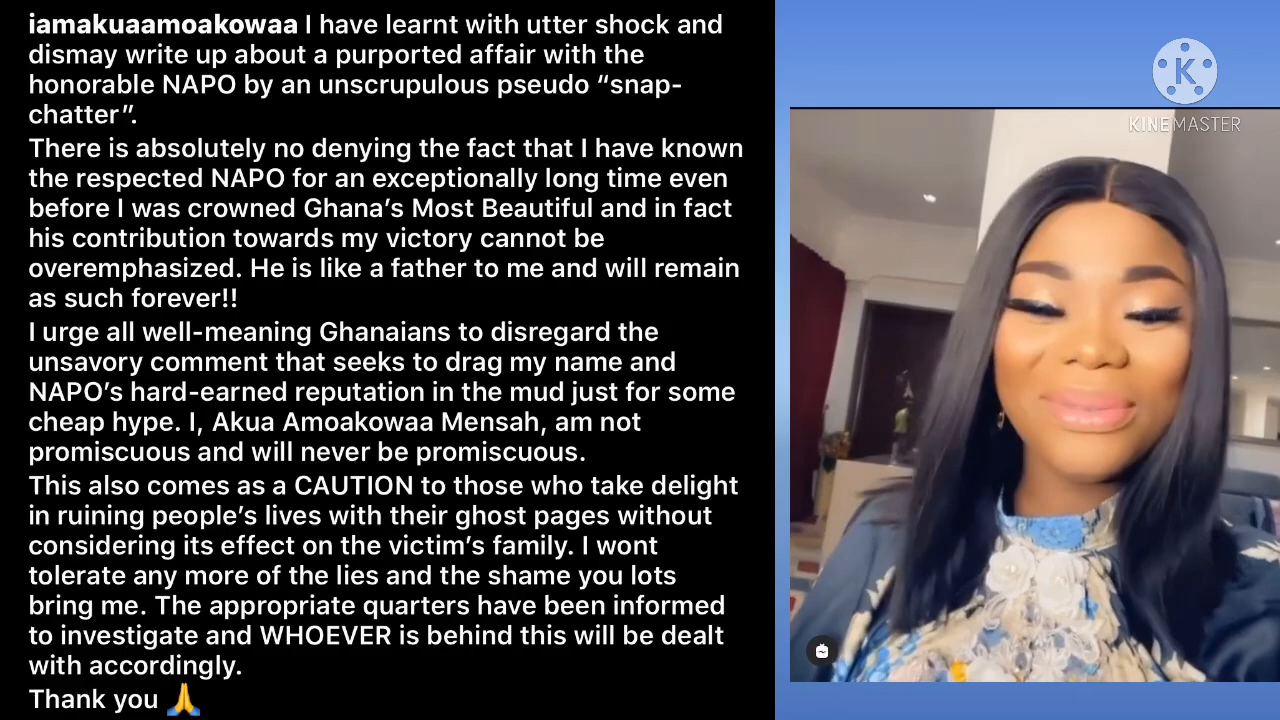 iamakuaamoakowaa I have learnt with utter shock and
dismay write up about a purported affair with the
honorable NAPO by an unscrupulous pseudo “snap-
chatter”.
There is absolutely no denying the fact that I have known
the respected NAPO for an exceptionally long time even
before I was crowned Ghana’s Most Beautiful and in fact
his contribution towards my victory cannot be
overemphasized. He is like a father to me and will remain
as such forever!!
I urge all well-meaning Ghanaians to disregard the
unsavory comment that seeks to drag my name and
NAPO’s hard-earned reputation in the mud just for some
cheap hype. I, Akua Amoakowaa Mensah, am not
promiscuous and will never be promiscuous.
This also comes as a CAUTION to those who take delight
in ruining people’s lives with their ghost pages without
considering its effect on the victim’s family. I wont
tolerate any more of the lies and the shame you lots
bring me. The appropriate quarters have been informed
to investigate and WHOEVER is behind this will be dealt
with accordingly.
Thank you 🙏
K
KINEMASTER